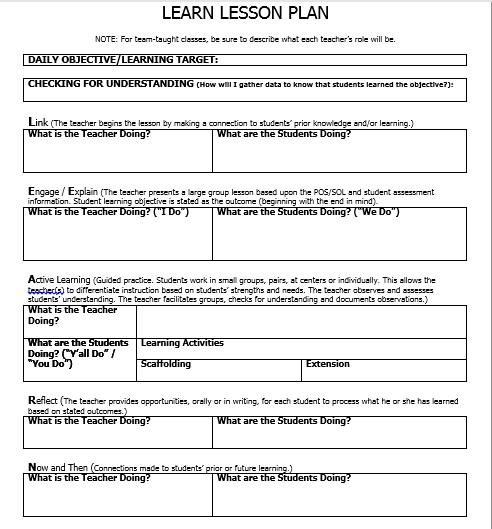 LEARN LESSON PLAN
NOTE: For team-taught classes, be sure to describe what each teacher's role will be.
DAILY OBJECTIVE/LEARNING TARGET:
CHECKING FOR UNDERSTANDING (How will I gather data to know that students learned the objective?):
Link (The teacher begins the lesson by making a connection to students' prior knowledge and/or learning.)
What is the Teacher Doing? What are the Students Doing?
Engage / Explain (The teacher presents a large group lesson based upon the POS/SOL and student assessment
information. Student learning objective is stated as the outcome (beginning with the end in mind).
What is the Teacher Doing? ("I Do") What are the Students Doing? ("We Do")
Active Learning (Guided practice. Students work in small groups, pairs, at centers or individually. This allows the
teacher(s) to differentiate instruction based on students' strengths and needs. The teacher observes and assesses
students' understanding. The teacher facilitates groups, checks for understanding and documents observations.)
What is the Teacher
Doing?
What are the Students Learning Activities
Doing? ("Y'all Do" /
"You Do") Scaffolding Extension
Reflect (The teacher provides opportunities, orally or in writing, for each student to process what he or she has learned
based on stated outcomes.)
What is the Teacher Doing? What are the Students Doing?
Now and Then (Connections made to students' prior or future learning.)
What is the Teacher Doing? What are the Students Doing?